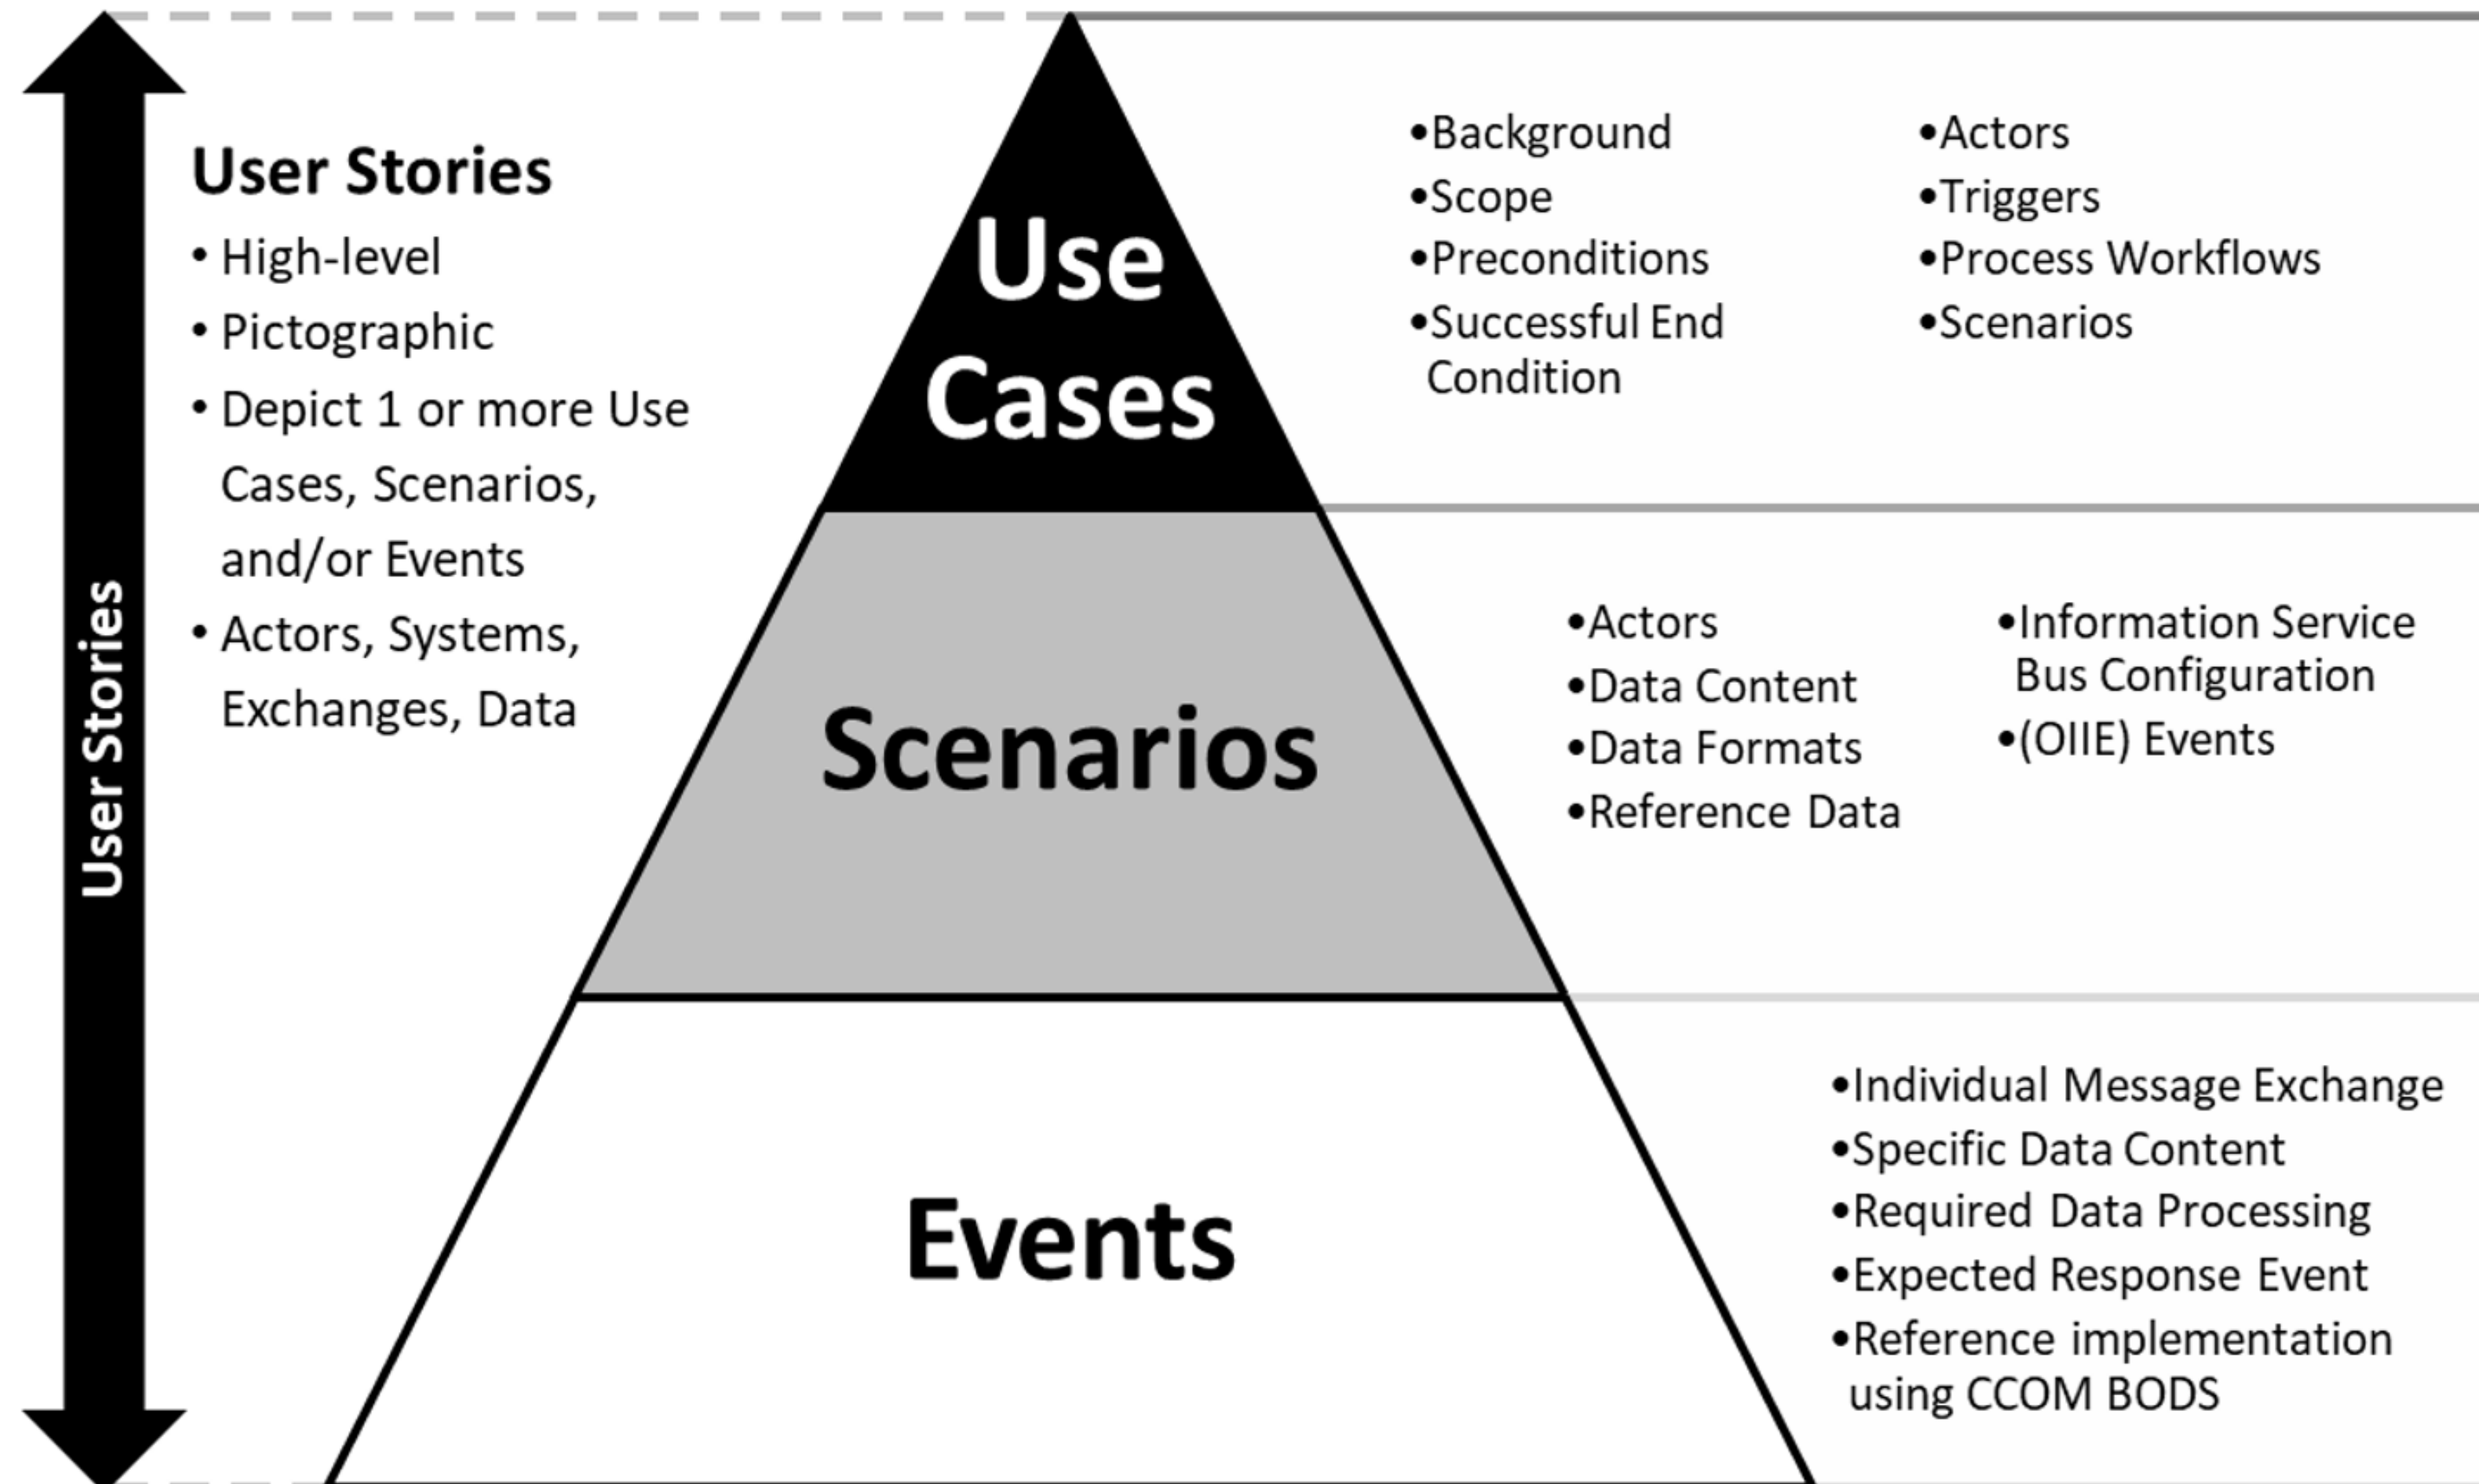 User Stories
User Stories
• High-level
• Pictographic
• Depict 1 or more Use
Cases, Scenarios,
and/or Events
• Actors, Systems,
Exchanges, Data
Use
Cases
•Background
•Scope
•Preconditions
•Successful End
Condition
•Actors
•Triggers
•Process Workflows
•Scenarios
Scenarios
•Actors
•Data Content
•Data Formats
•Reference Data
•Information Service
Bus Configuration
•(OIIE) Events
Events
•Individual Message Exchange
•Specific Data Content
•Required Data Processing
•Expected Response Event
•Reference implementation
using CCOM BODS